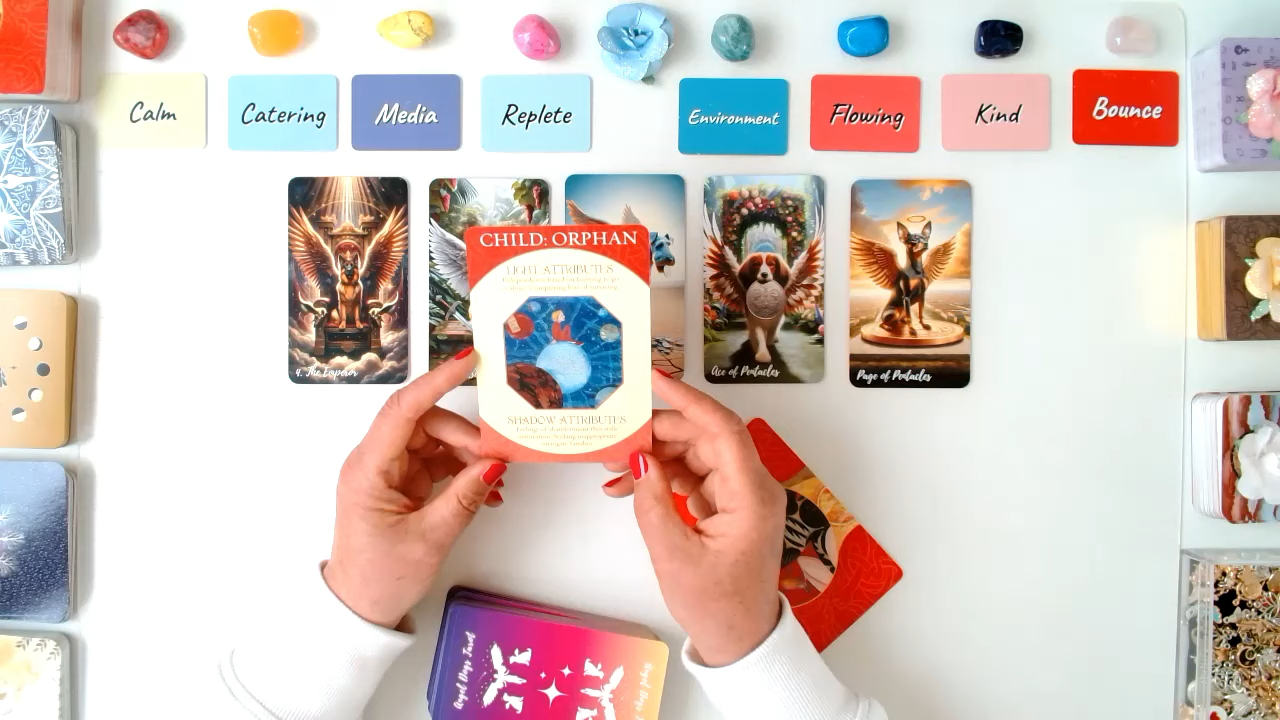 Calm
Catering
Media
Replete
Environment
Flowing
Kind
Bounce
4. The Emperor
Ace of Pentacles
Page of Pentacles
CHILD: ORPHAN
LIGHT ATTRIBUTES
SHADOW ATTRIBUTES
Angel Dogs Tarot